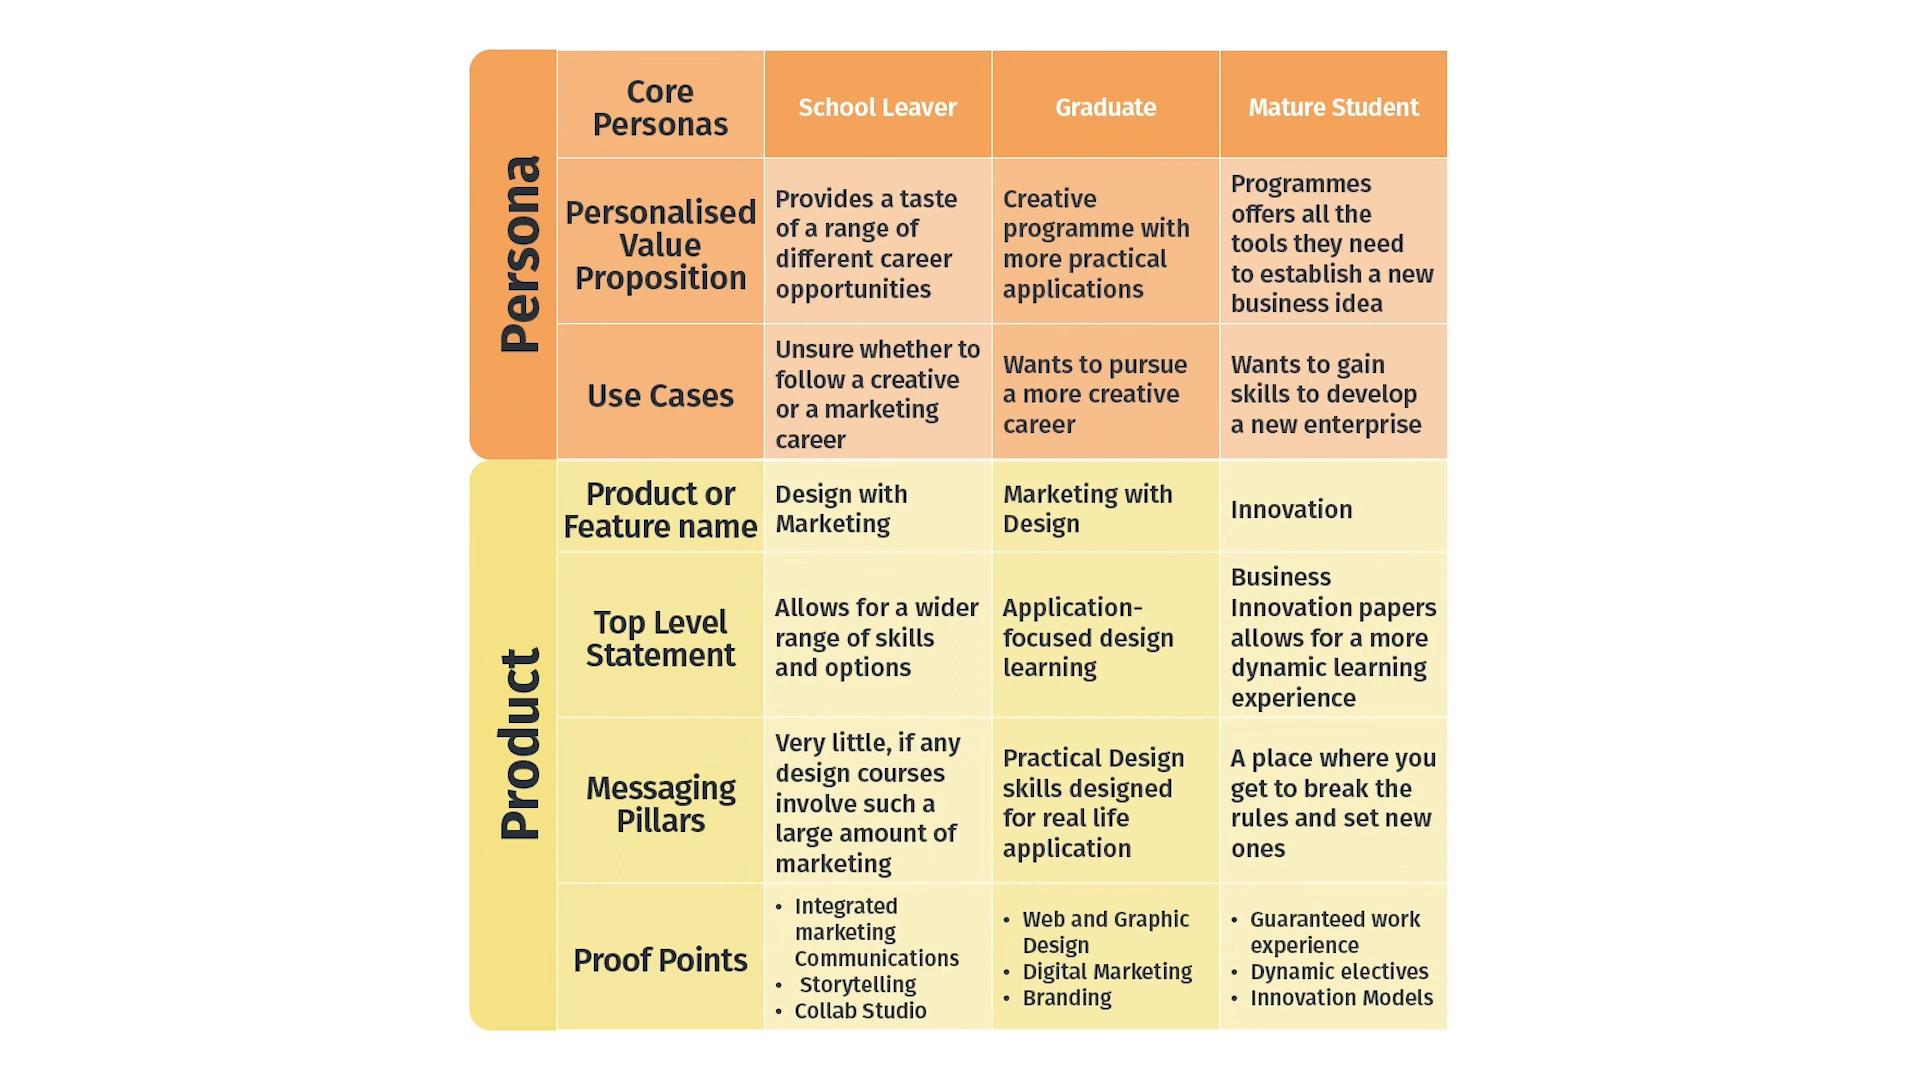 Persona
Core
Personas
School Leaver
Graduate
Mature Student
Personalised
Value
Proposition
Provides a taste
of a range of
different career
opportunities
Creative
programme with
more practical
applications
Programmes
offers all the
tools they need
to establish a new
business idea
Use Cases
Unsure whether to
follow a creative
or a marketing
career
Wants to pursue
a more creative
career
Wants to gain
skills to develop
a new enterprise
Product
Product or
Feature name
Design with
Marketing
Marketing with
Design
Innovation
Top Level
Statement
Allows for a wider
range of skills
and options
Application-
focused design
learning
Business
Innovation papers
allows for a more
dynamic learning
experience
Messaging
Pillars
Very little, if any
design courses
involve such a
large amount of
marketing
Practical Design
skills designed
for real life
application
A place where you
get to break the
rules and set new
ones
Proof Points
• Integrated
marketing
Communications
• Storytelling
• Collab Studio
• Web and Graphic
Design
• Digital Marketing
• Branding
• Guaranteed work
experience
• Dynamic electives
• Innovation Models